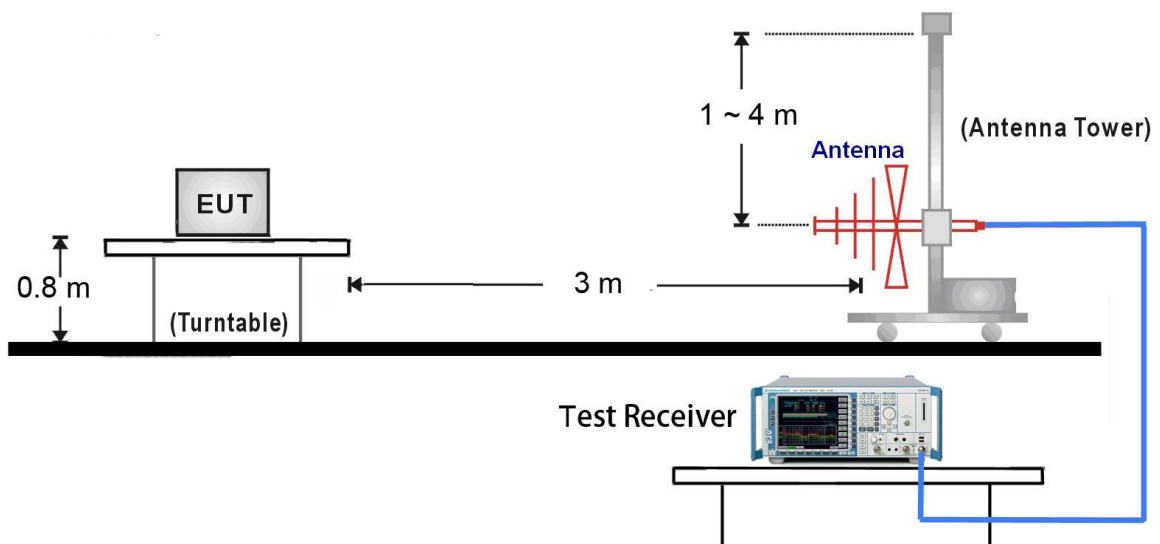 1 ~ 4 m
(Antenna Tower)
Antenna
EUT
0.8 m
3 m
(Turntable)
Test Receiver